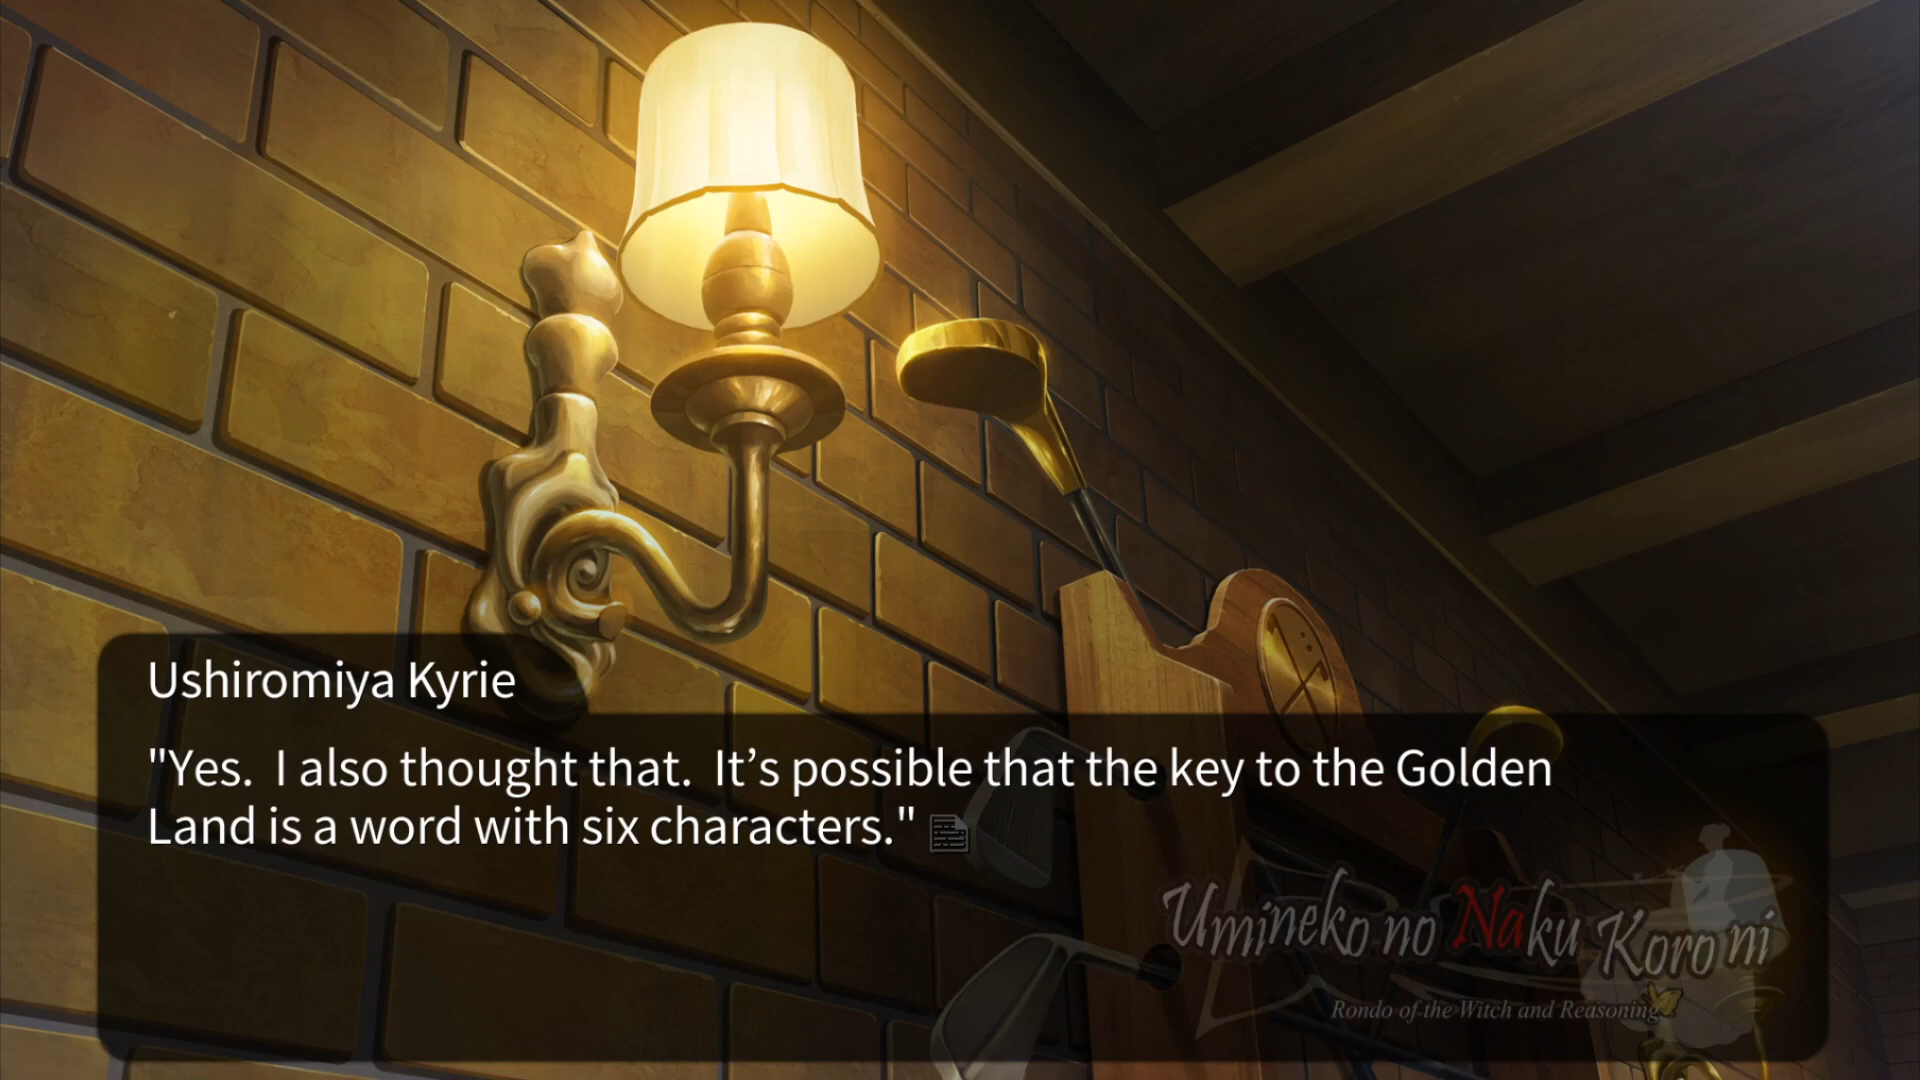 Ushiromiya Kyrie
"Yes.  I also thought that.  It’s possible that the key to the Golden
Land is a word with six characters."
Umineko no Naku Koro ni
Rondo of the Witch and Reasoning